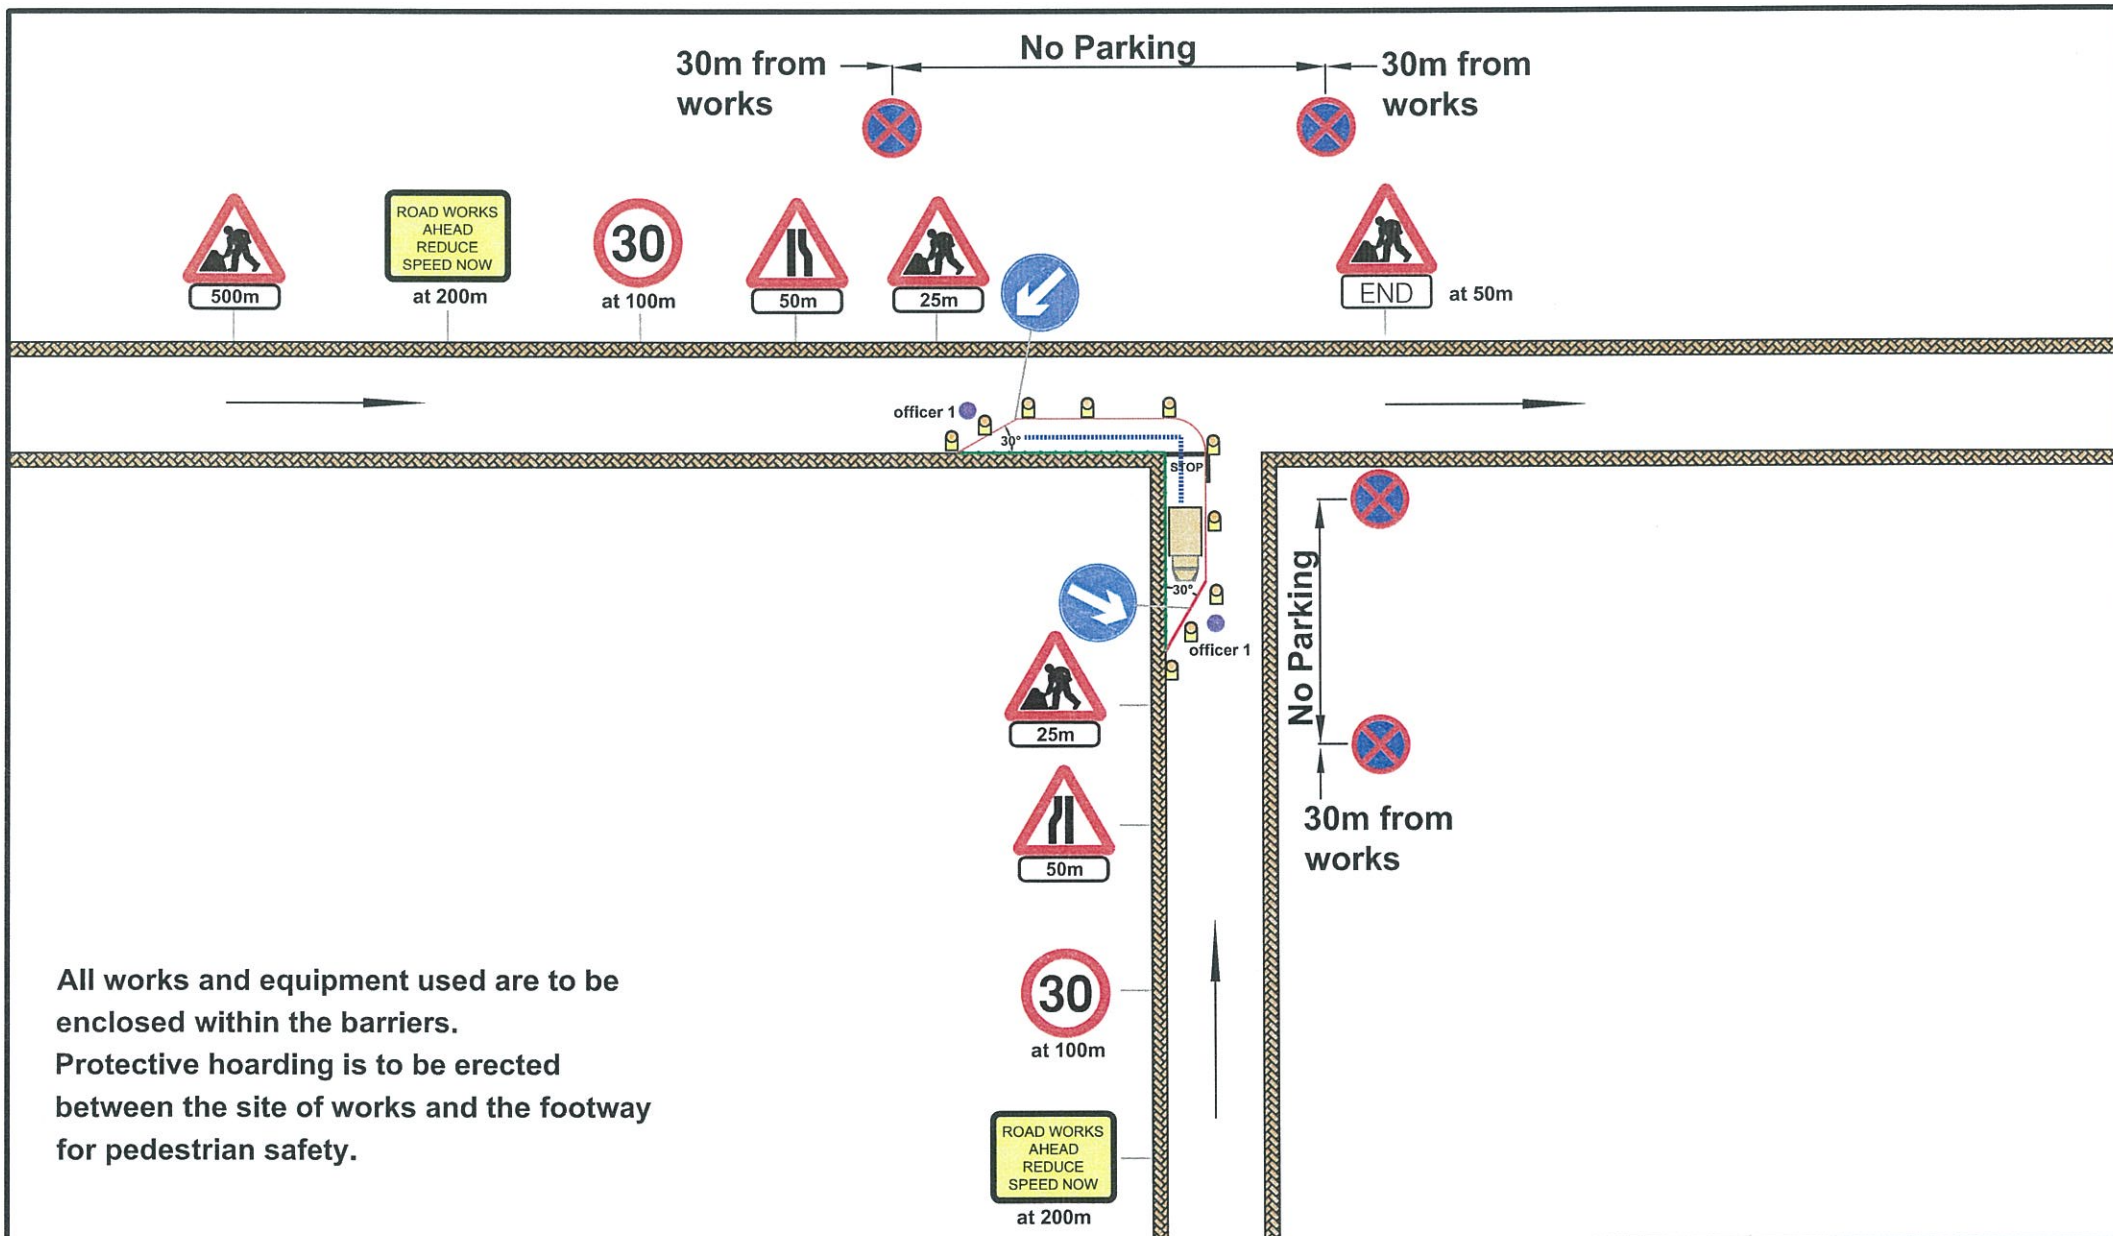 No Parking
30m from
works
30m from
works
ROAD WORKS
AHEAD
REDUCE
SPEED NOW
30
500m
at 200m
at 100m
50m
25m
END
at 50m
officer 1
30°
STOP
30°
officer 1
No Parking
25m
50m
30m from
works
30
at 100m
All works and equipment used are to be
enclosed within the barriers.
Protective hoarding is to be erected
between the site of works and the footway
for pedestrian safety.
ROAD WORKS
AHEAD
REDUCE
SPEED NOW
at 200m